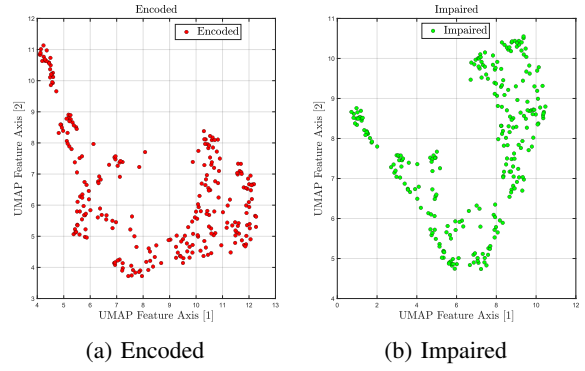 Encoded
Encoded
12
11
10
9
8
7
6
5
4
3
UMAP Feature Axis [2]
4 5 6 7 8 9 10 11 12 13
UMAP Feature Axis [1]
(a) Encoded
Impaired
Impaired
11
10
9
8
7
6
5
4
UMAP Feature Axis [2]
0 2 4 6 8 10 12
UMAP Feature Axis [1]
(b) Impaired